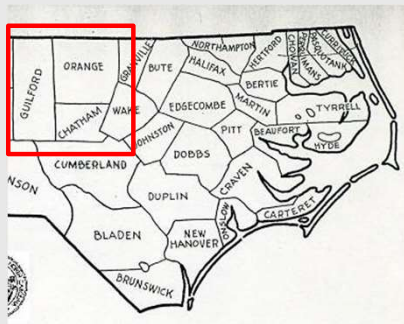 NORTHAMPTON
HERTFORD
CURRITUCK
PASQUOTANK
PERQUIMANS
CHOWAN
GRANVILLE
ORANGE
BUTE
HALIFAX
BERTIE
GUILFORD
EDGECOMBE
MARTIN
TYRRELL
WAKE
CHATHAM
JOHNSTON
PITT
BEAUFORT
HYDE
DOBBS
CUMBERLAND
CRAVEN
NSON
DUPLIN
CARTERET
ONSLOW
BLADEN
NEW
HANOVER
BRUNSWICK